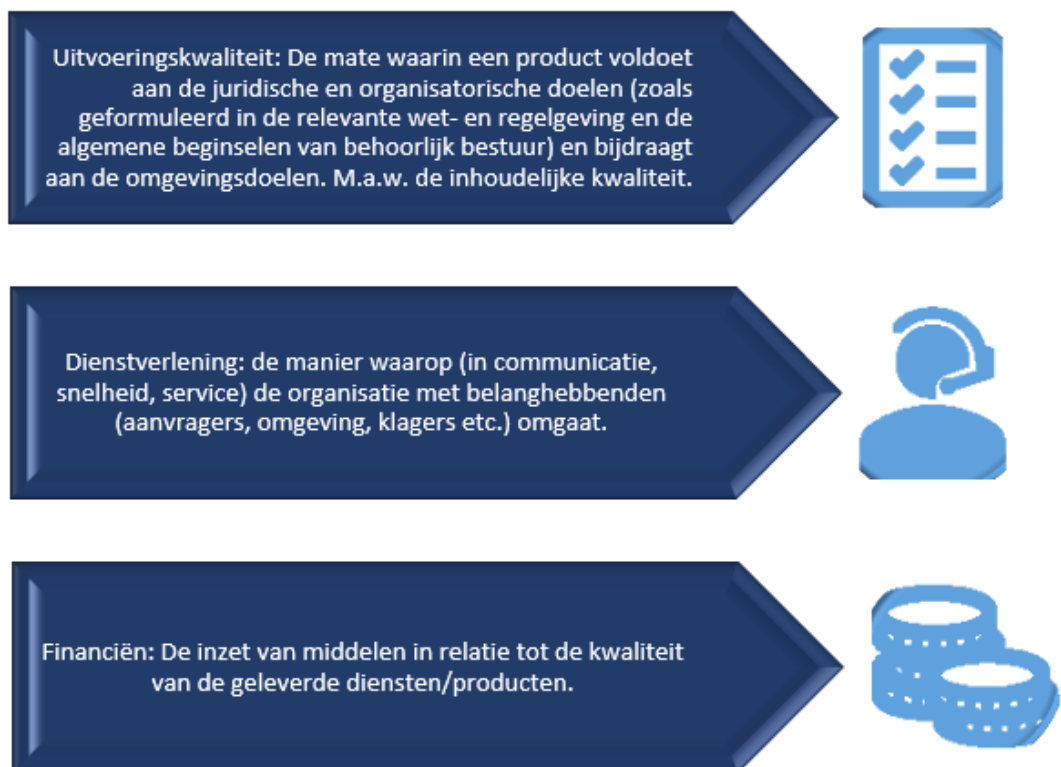 Uitvoeringskwaliteit: De mate waarin een product voldoet
aan de juridische en organisatorische doelen (zoals
geformuleerd in de relevante wet- en regelgeving en de
algemene beginselen van behoorlijk bestuur) en bijdraagt
aan de omgevingsdoelen. M.a.w. de inhoudelijke kwaliteit.
Dienstverlening: de manier waarop (in communicatie,
snelheid, service) de organisatie met belanghebbenden
(aanvragers, omgeving, klagers etc.) omgaat.
Financiën: De inzet van middelen in relatie tot de kwaliteit
van de geleverde diensten/producten.